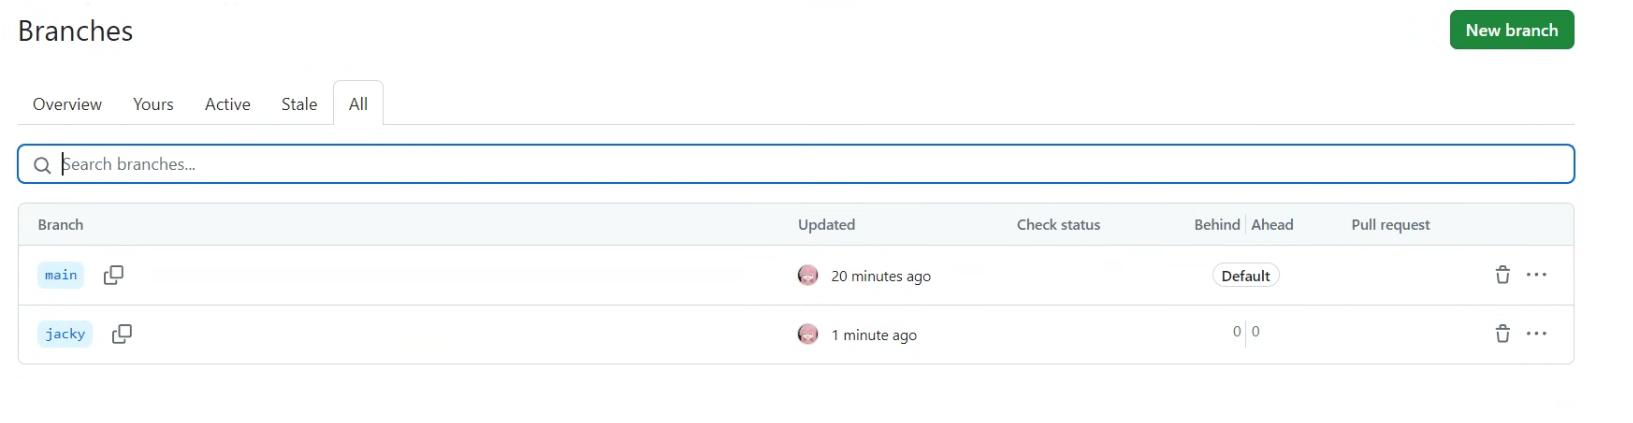 Branches
New branch
Overview Yours Active Stale All
Search branches...
Branch Updated Check status Behind Ahead Pull request
main 20 minutes ago Default
jacky 1 minute ago 0 0